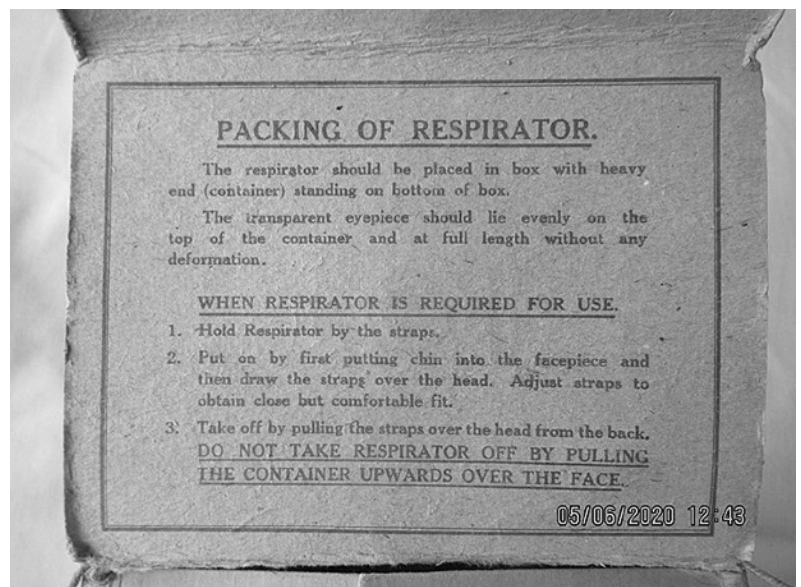 PACKING OF RESPIRATOR.
The respirator should be placed in box with heavy
end (container) standing on bottom of box.
The transparent eyepiece should lie evenly on the
top of the container and at full length without any
deformation.
WHEN RESPIRATOR IS REQUIRED FOR USE.
1. Hold Respirator by the straps.
2. Put on by first putting chin into the facepiece and
then draw the straps over the head. Adjust straps to
obtain close but comfortable fit.
3. Take off by pulling the straps over the head from the back.
DO NOT TAKE RESPIRATOR OFF BY PULLING
THE CONTAINER UPWARDS OVER THE FACE.
05/06/2020 12:43